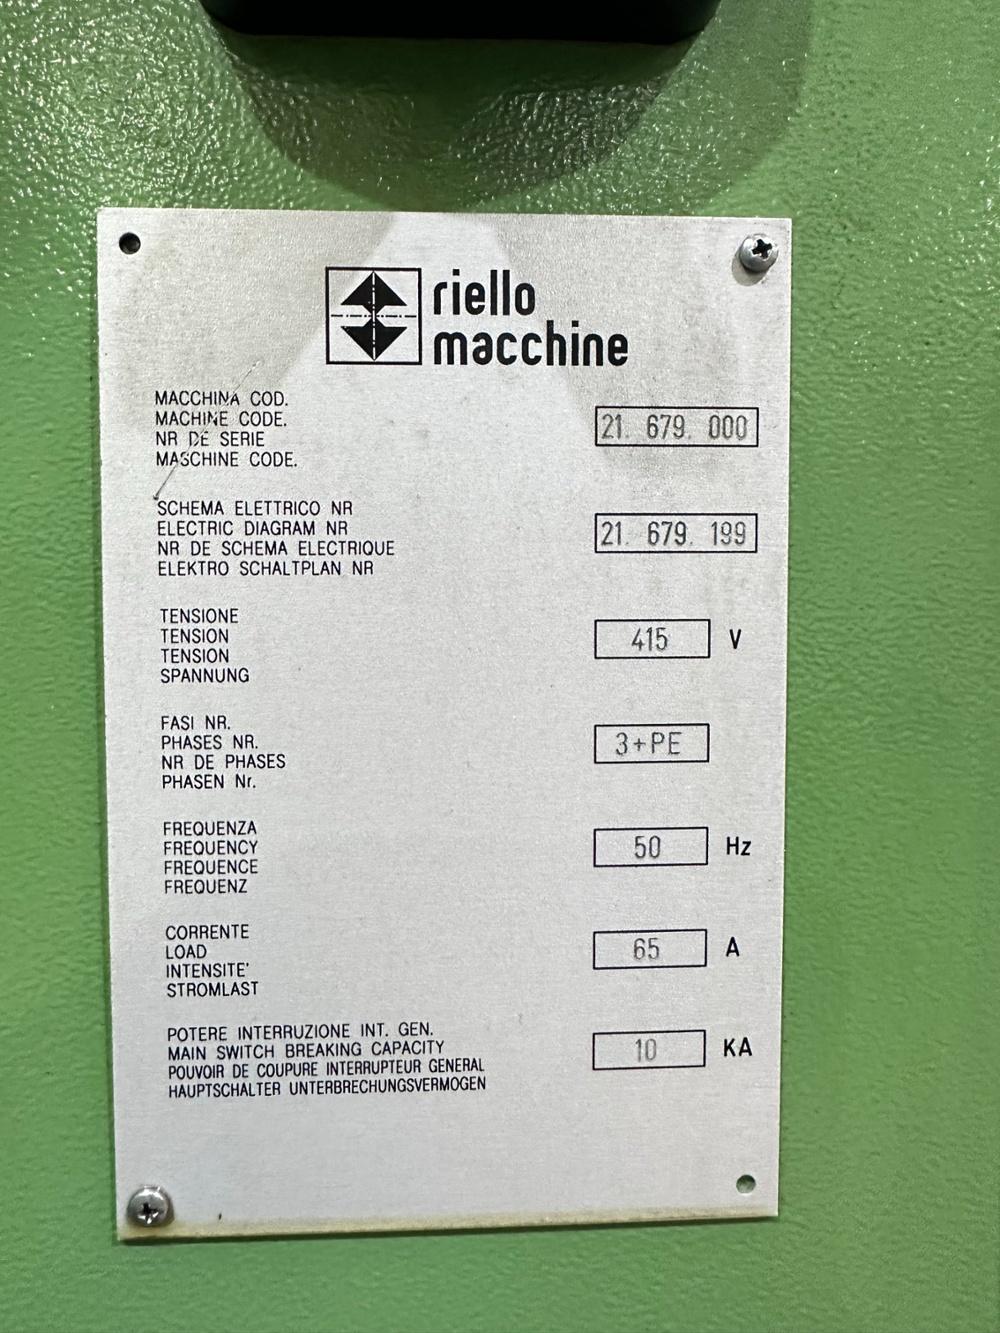 riello
macchine
MACCHINA COD.
MACHINE CODE.
NR DE SERIE
MASCHINE CODE.
21. 679. 000
SCHEMA ELETTRICO NR
ELECTRIC DIAGRAM NR
NR DE SCHEMA ELECTRIQUE
ELEKTRO SCHALTPLAN NR
21. 679. 199
TENSIONE
TENSION
TENSION
SPANNUNG
415 V
FASI NR.
PHASES NR.
NR DE PHASES
PHASEN Nr.
3+PE
FREQUENZA
FREQUENCY
FREQUENCE
FREQUENZ
50 Hz
CORRENTE
LOAD
INTENSITE'
STROMLAST
65 A
POTERE INTERRUZIONE INT. GEN.
MAIN SWITCH BREAKING CAPACITY
POUVOIR DE COUPURE INTERRUPTEUR GENERAL
HAUPTSCHALTER UNTERBRECHUNGSVERMOGEN
10 KA